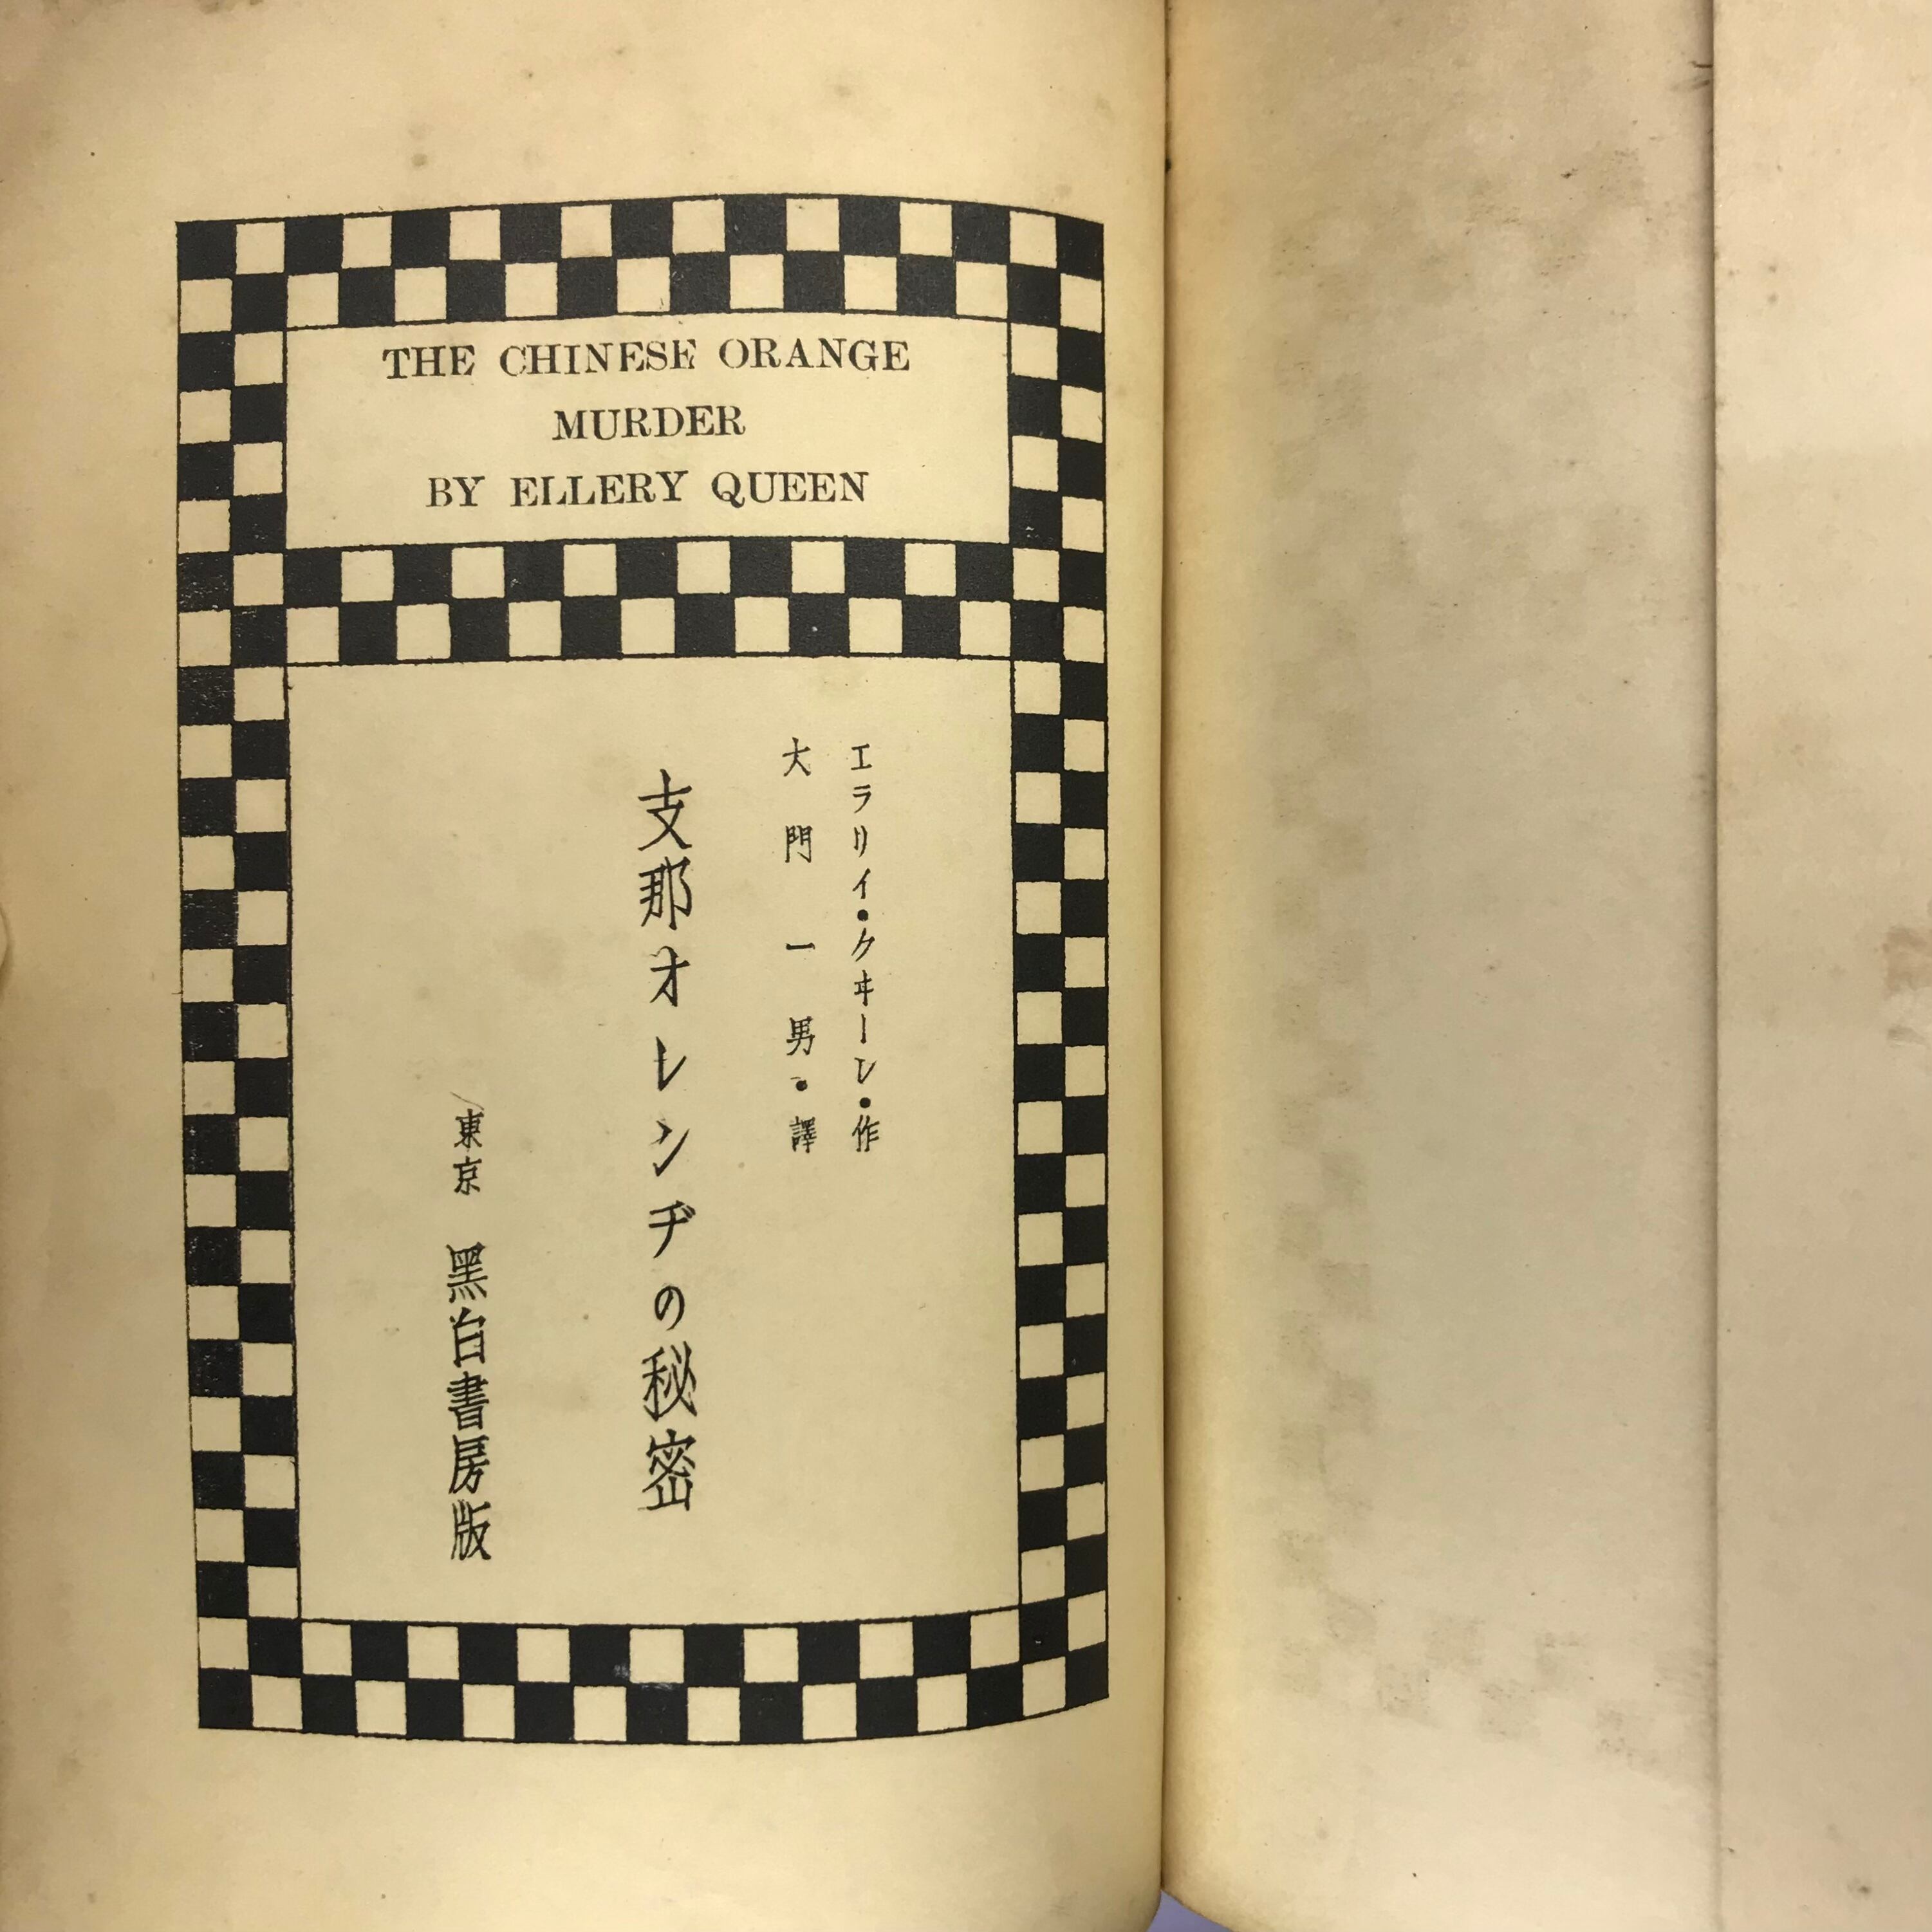 THE CHINESE ORANGE
MURDER
BY ELLERY QUEEN
エラリイ・クヰーン・作
大門一男・譯
支那オレンヂの秘密
東京 黑白書房版